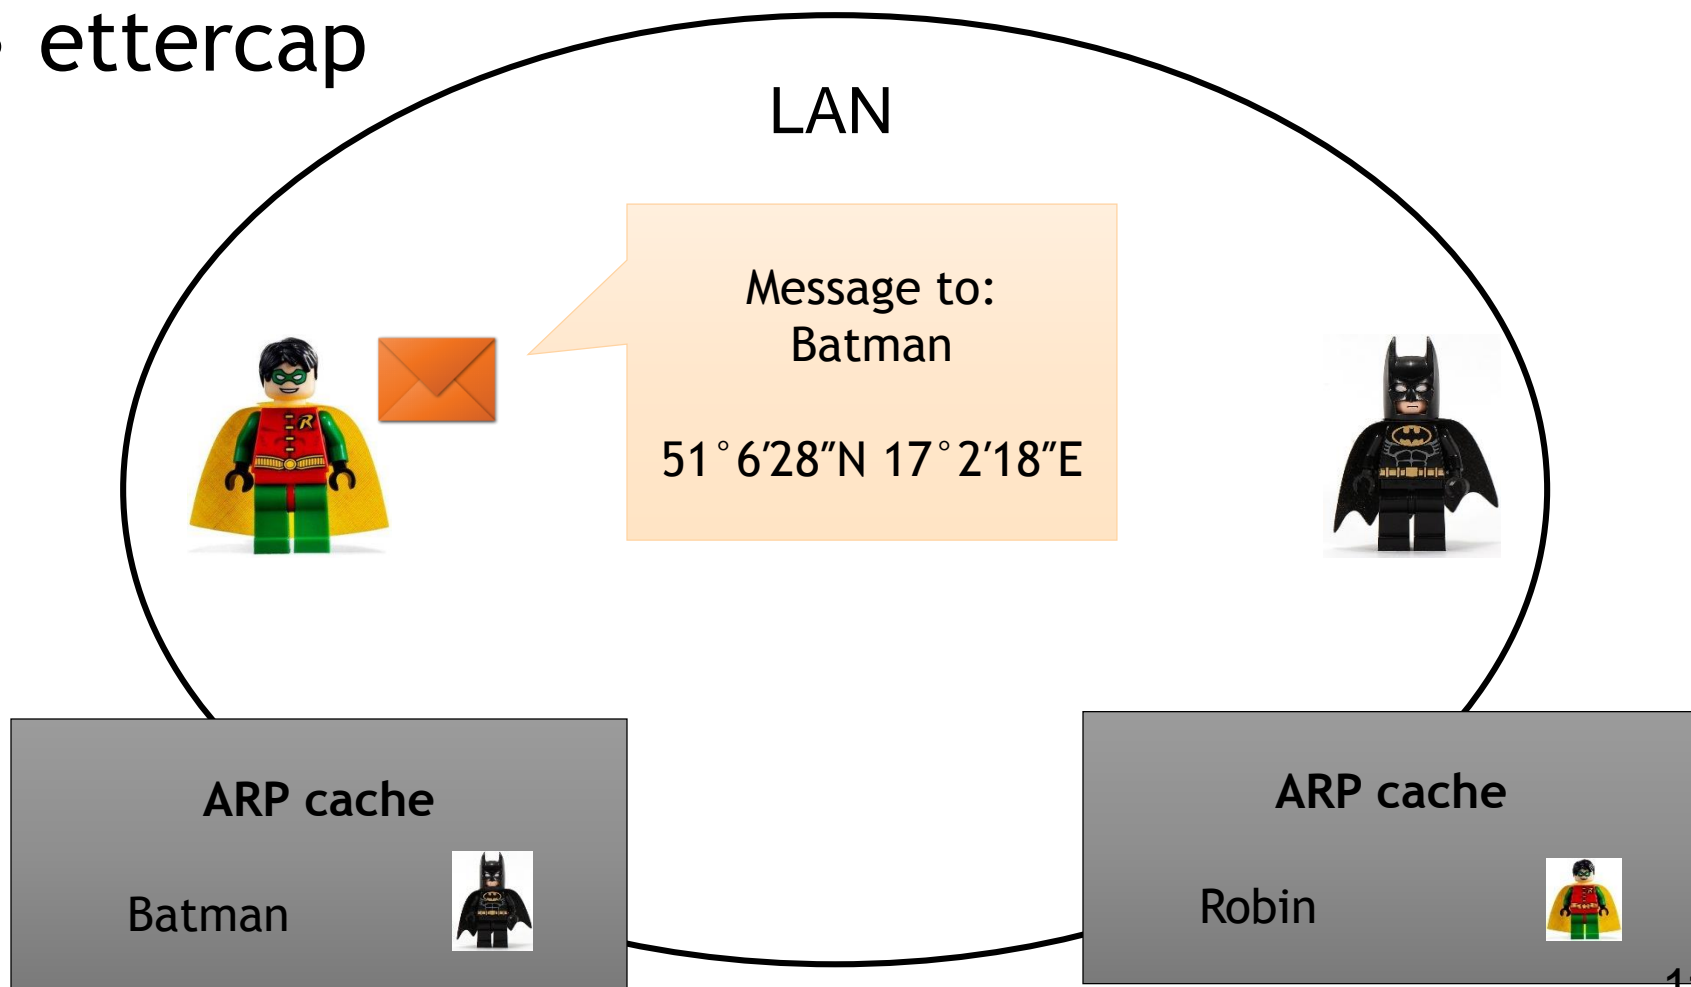 • ettercap
LAN
Message to:
Batman
51°6′28″N 17°2′18″E
ARP cache
Batman
ARP cache
Robin